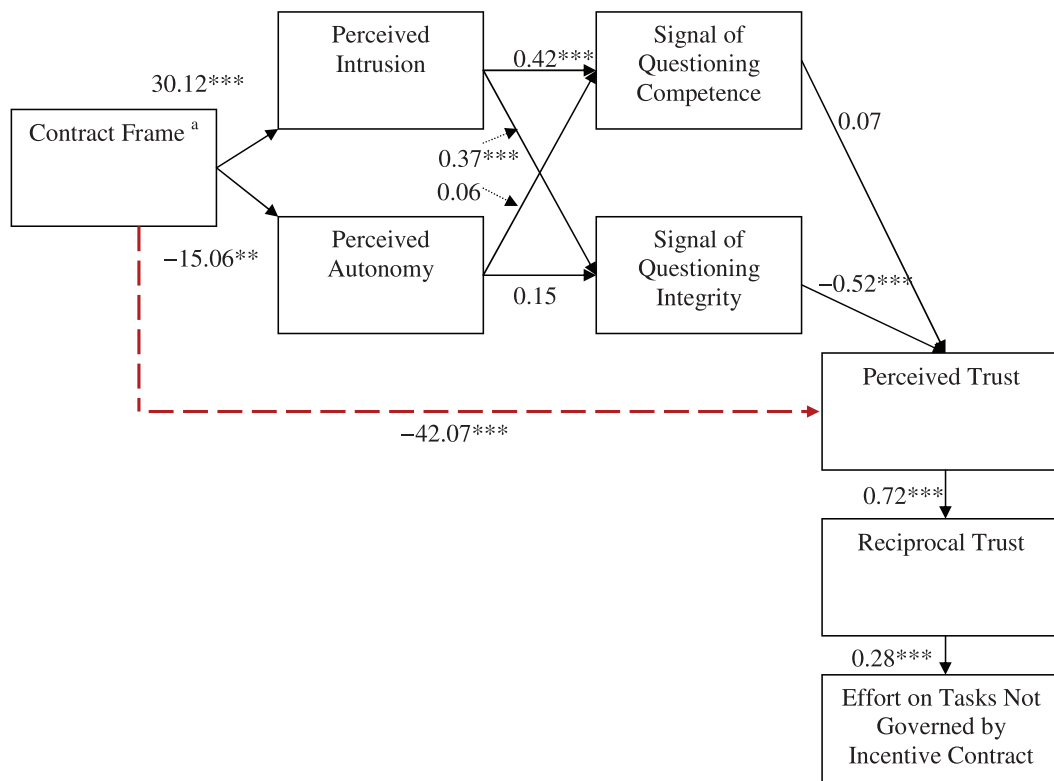 Perceived
Intrusion
Signal of
Questioning
Competence
0.42***
30.12***
Contract Frame a
0.07
0.37***
0.06
Perceived
Autonomy
Signal of
Questioning
Integrity
−15.06**
0.15
−0.52***
Perceived Trust
−42.07***
0.72***
Reciprocal Trust
0.28***
Effort on Tasks Not
Governed by
Incentive Contract